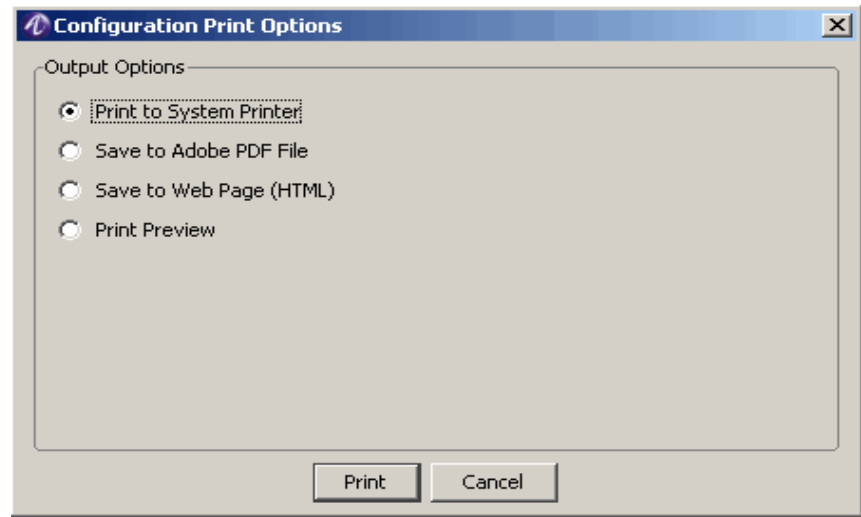 Configuration Print Options
Output Options
Print to System Printer
Save to Adobe PDF File
Save to Web Page (HTML)
Print Preview
Print Cancel